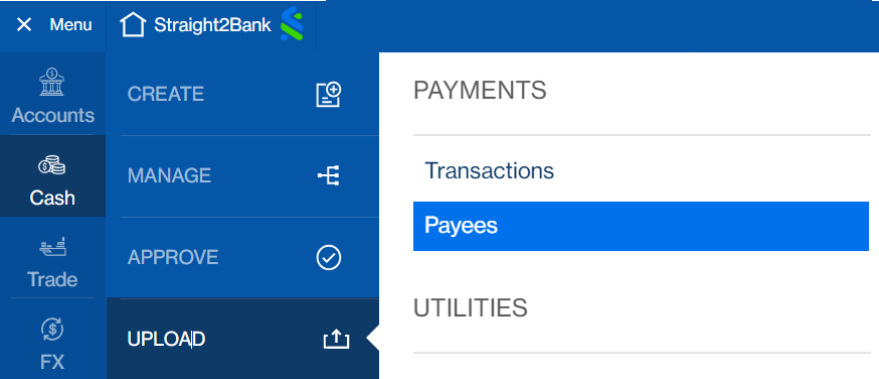 Menu
Straight2Bank
Accounts
Cash
Trade
FX
CREATE
MANAGE
APPROVE
UPLOAD
PAYMENTS
Transactions
Payees
UTILITIES